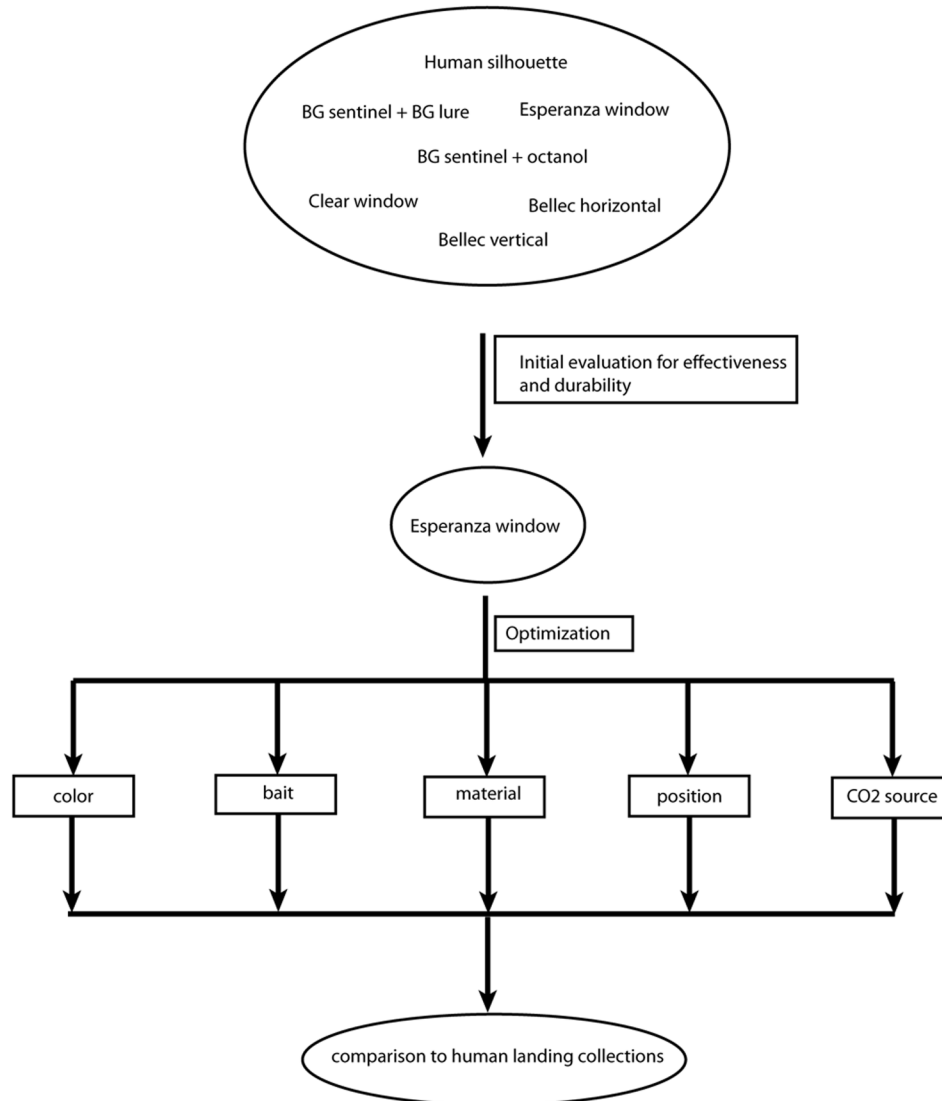 Human silhouette
BG sentinel + BG lure
Esperanza window
BG sentinel + octanol
Clear window
Bellec horizontal
Bellec vertical
Initial evaluation for effectiveness
and durability
Esperanza window
Optimization
color
bait
material
position
CO2 source
comparison to human landing collections